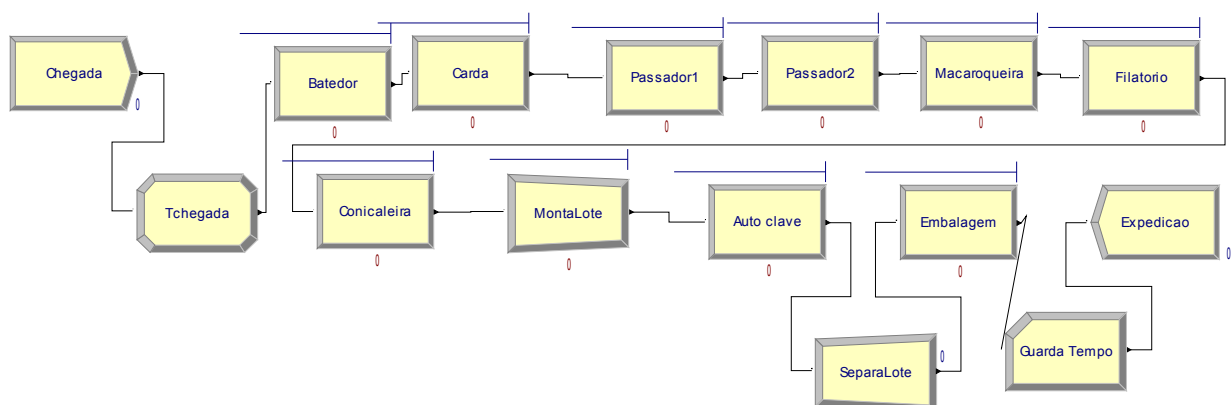 Chegada
0
Tchegada
Batedor
0
Carda
0
Passador1
0
Passador2
0
Macaroqueira
0
Filatorio
0
Conicaleira
0
MontaLote
0
Auto clave
0
SeparaLote
0
Embalagem
0
Guarda Tempo
Expedicao
0